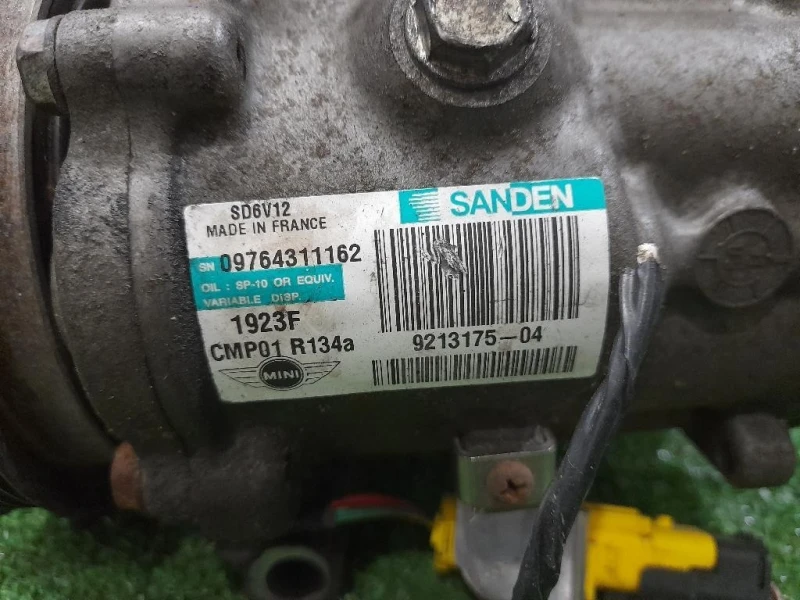 SD6V12
MADE IN FRANCE
SANDEN
SN 09764311162
OIL : SP-10 OR EQUIV.
VARIABLE DISP.
1923F
CMP01 R134a
9213175-04
MINI